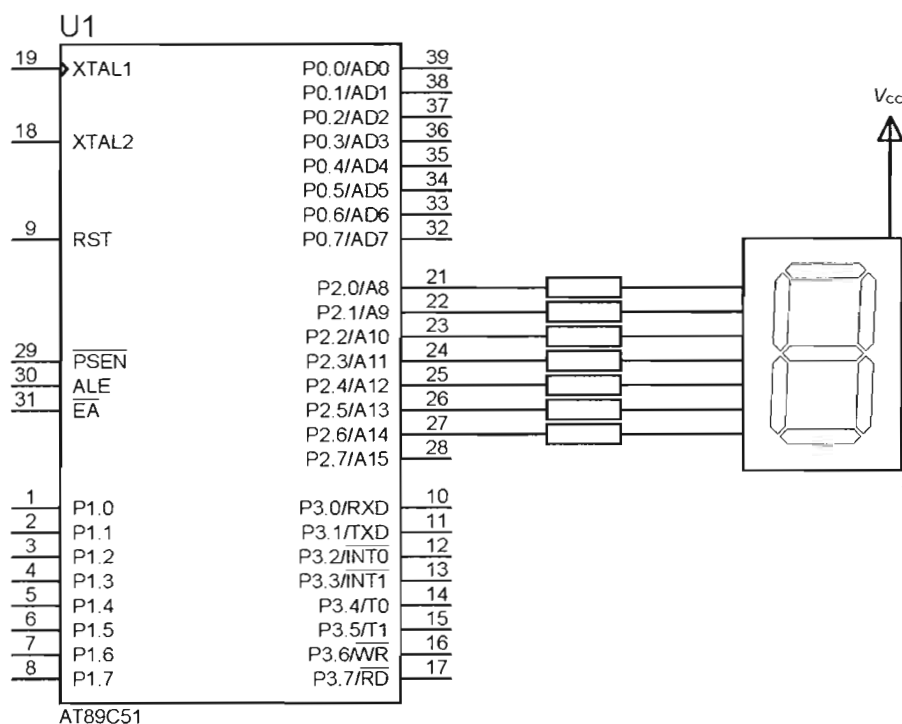 U1
19 XTAL1
18 XTAL2
9 RST
29 PSEN
30 ALE
31 EA
1 P1.0
2 P1.1
3 P1.2
4 P1.3
5 P1.4
6 P1.5
7 P1.6
8 P1.7
P0.0/AD0 39
P0.1/AD1 38
P0.2/AD2 37
P0.3/AD3 36
P0.4/AD4 35
P0.5/AD5 34
P0.6/AD6 33
P0.7/AD7 32
P2.0/A8 21
P2.1/A9 22
P2.2/A10 23
P2.3/A11 24
P2.4/A12 25
P2.5/A13 26
P2.6/A14 27
P2.7/A15 28
P3.0/RXD 10
P3.1/TXD 11
P3.2/INT0 12
P3.3/INT1 13
P3.4/T0 14
P3.5/T1 15
P3.6/WR 16
P3.7/RD 17
AT89C51
Vcc